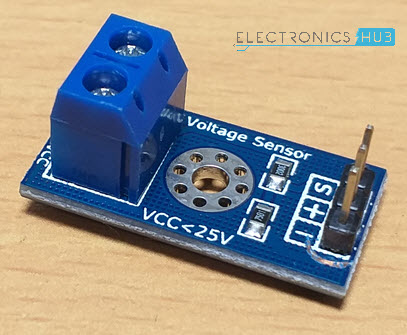 ELECTRONICS HUB
Voltage Sensor
VCC<25V
S
+
-